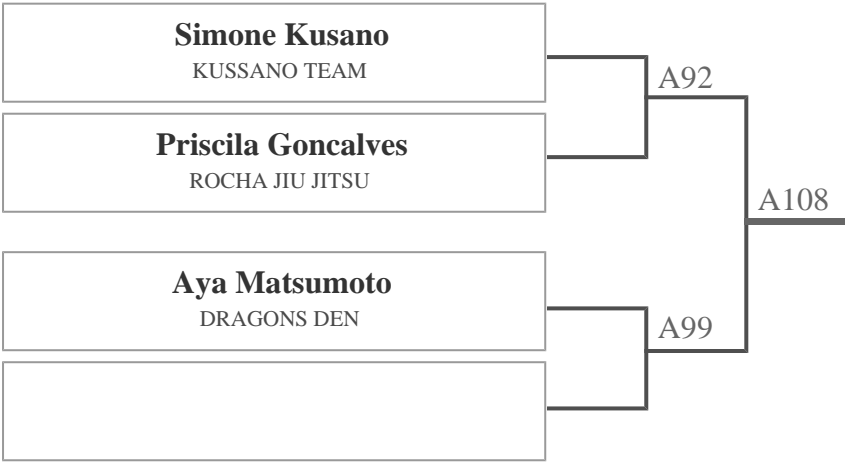 Simone Kusano
KUSSANO TEAM
A92
Priscila Goncalves
ROCHA JIU JITSU
A108
Aya Matsumoto
DRAGONS DEN
A99